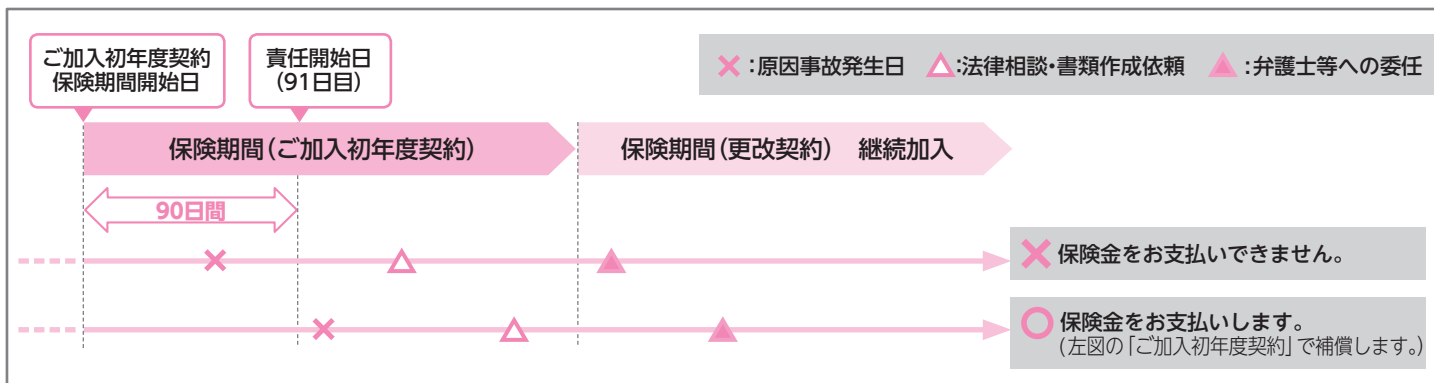 ご加入初年度契約
保険期間開始日
責任開始日
(91日目)
×:原因事故発生日 △:法律相談・書類作成依頼 ▲:弁護士等への委任
保険期間(ご加入初年度契約)
保険期間(更改契約) 継続加入
90日間
保険金をお支払いできません。
保険金をお支払いします。
(左図の「ご加入初年度契約」で補償します。)